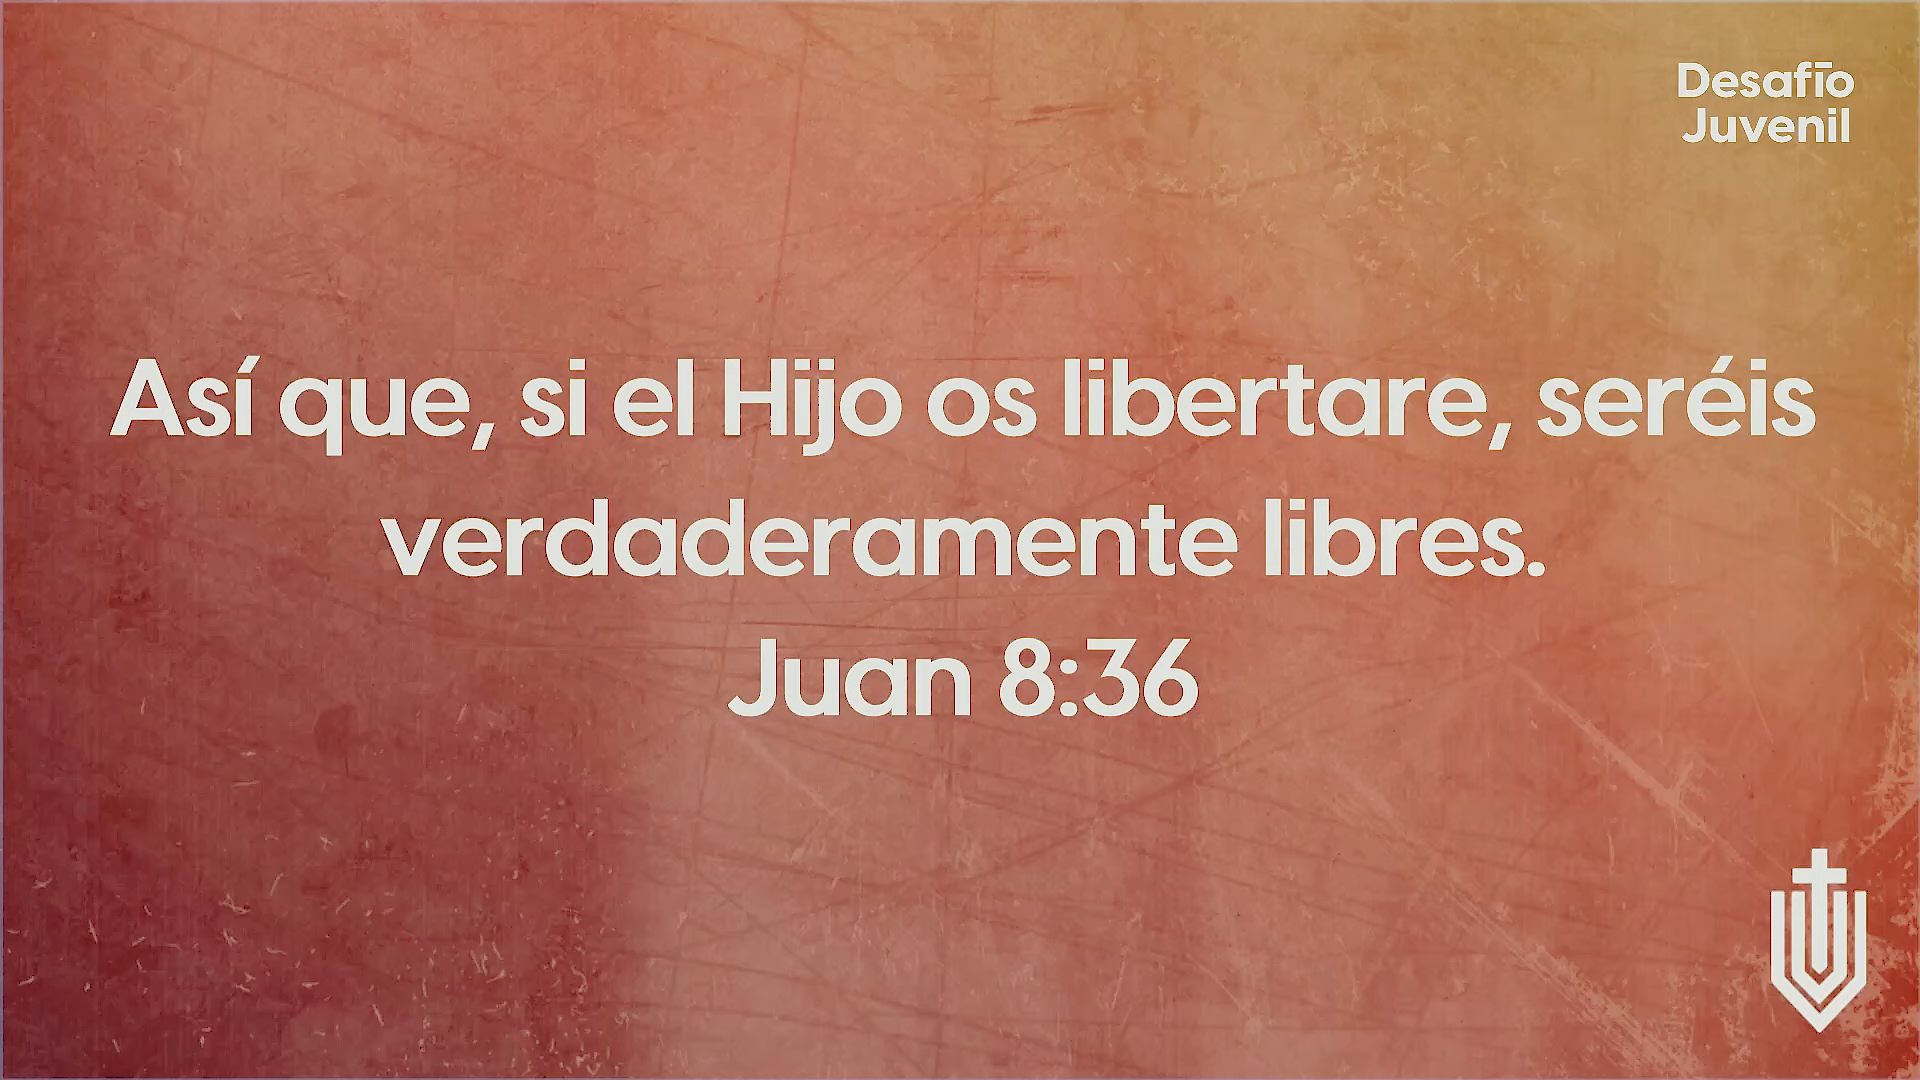 Desafío
Juvenil
Así que, si el Hijo os libertare, seréis
verdaderamente libres.
Juan 8:36